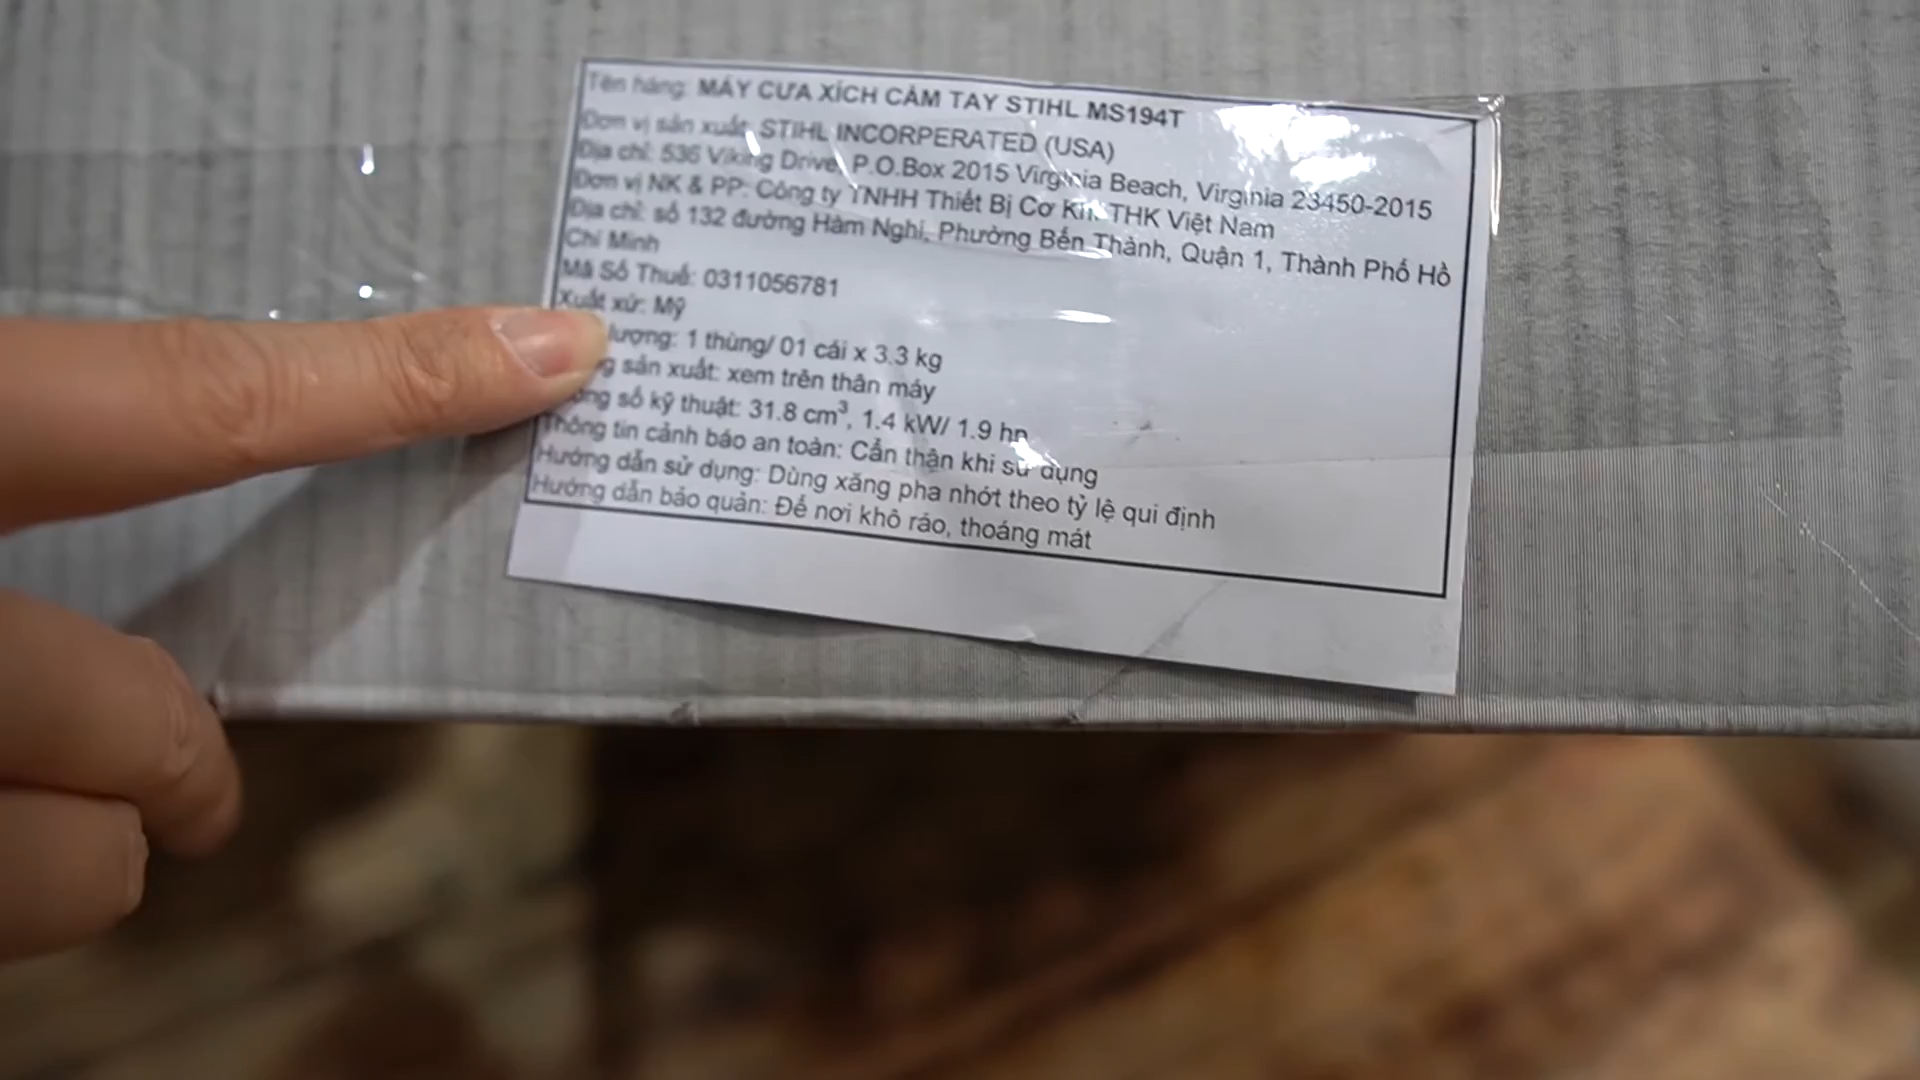 Tên hàng: MÁY CƯA XÍCH CẦM TAY STIHL MS194T
Đơn vị sản xuất: STIHL INCORPERATED (USA)
Địa chỉ: 536 Viking Drive, P.O.Box 2015 Virginia Beach, Virginia 23450-2015
Đơn vị NK & PP: Công ty TNHH Thiết Bị Cơ Khí THK Việt Nam
Địa chỉ: số 132 đường Hàm Nghi, Phường Bến Thành, Quận 1, Thành Phố Hồ
Chí Minh
Mã Số Thuế: 0311056781
Xuất xứ: Mỹ
lượng: 1 thùng/ 01 cái x 3.3 kg
sản xuất: xem trên thân máy
số kỹ thuật: 31.8 cm³, 1.4 kW/ 1.9 hp
Thông tin cảnh báo an toàn: Cẩn thận khi sử dụng
Hướng dẫn sử dụng: Dùng xăng pha nhớt theo tỷ lệ qui định
Hướng dẫn bảo quản: Để nơi khô ráo, thoáng mát